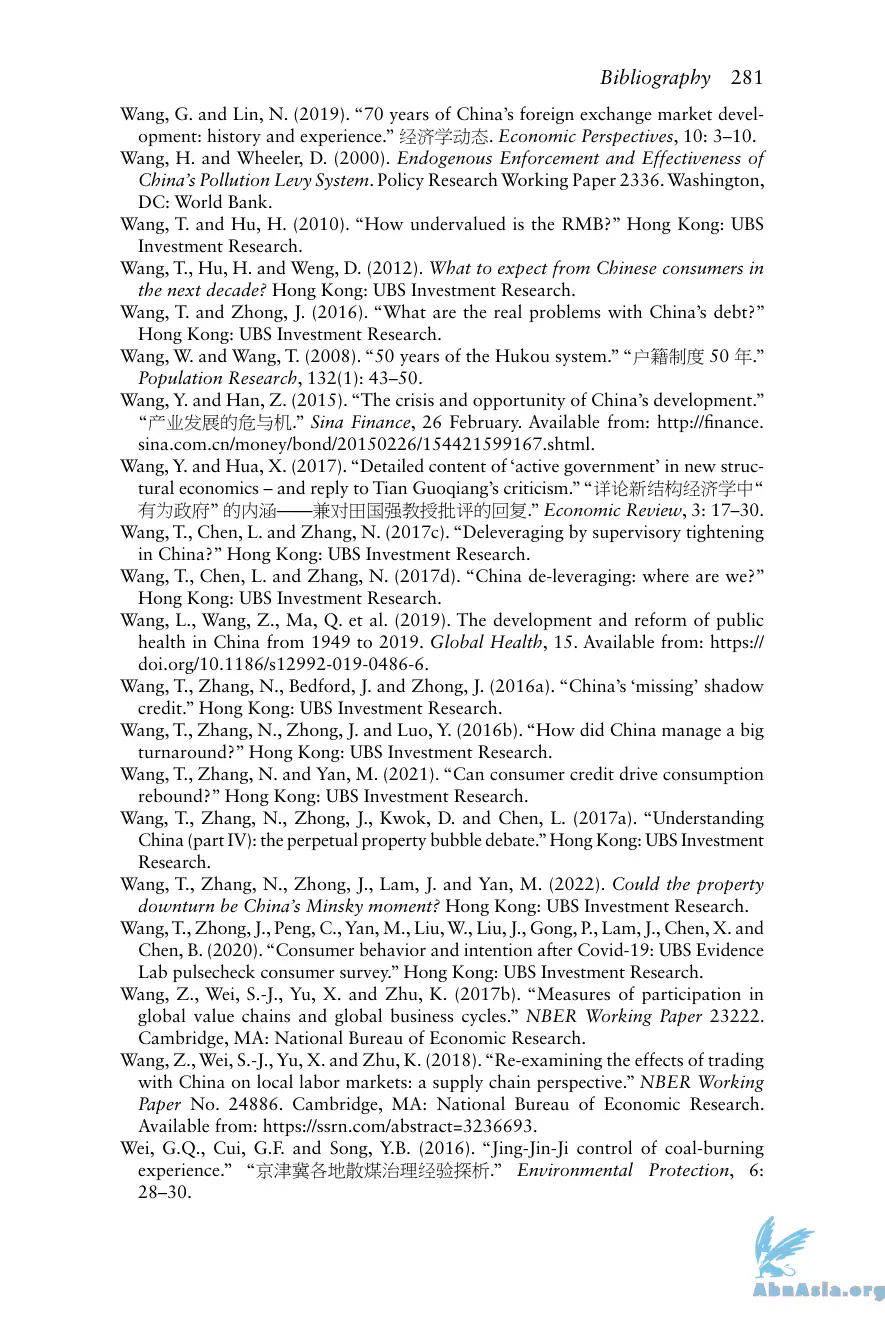 Bibliography 281
Wang, G. and Lin, N. (2019). “70 years of China’s foreign exchange market devel-
opment: history and experience.” 经济学动态. Economic Perspectives, 10: 3–10.
Wang, H. and Wheeler, D. (2000). Endogenous Enforcement and Effectiveness of
China’s Pollution Levy System. Policy Research Working Paper 2336. Washington,
DC: World Bank.
Wang, T. and Hu, H. (2010). “How undervalued is the RMB?” Hong Kong: UBS
Investment Research.
Wang, T., Hu, H. and Weng, D. (2012). What to expect from Chinese consumers in
the next decade? Hong Kong: UBS Investment Research.
Wang, T. and Zhong, J. (2016). “What are the real problems with China’s debt?”
Hong Kong: UBS Investment Research.
Wang, W. and Wang, T. (2008). “50 years of the Hukou system.” “户籍制度 50 年.”
Population Research, 132(1): 43–50.
Wang, Y. and Han, Z. (2015). “The crisis and opportunity of China’s development.”
“产业发展的危与机.” Sina Finance, 26 February. Available from: http://finance.
sina.com.cn/money/bond/20150226/154421599167.shtml.
Wang, Y. and Hua, X. (2017). “Detailed content of ‘active government’ in new struc-
tural economics – and reply to Tian Guoqiang’s criticism.” “详论新结构经济学中“
有为政府” 的内涵——兼对田国强教授批评的回复.” Economic Review, 3: 17–30.
Wang, T., Chen, L. and Zhang, N. (2017c). “Deleveraging by supervisory tightening
in China?” Hong Kong: UBS Investment Research.
Wang, T., Chen, L. and Zhang, N. (2017d). “China de-leveraging: where are we?”
Hong Kong: UBS Investment Research.
Wang, L., Wang, Z., Ma, Q. et al. (2019). The development and reform of public
health in China from 1949 to 2019. Global Health, 15. Available from: https://
doi.org/10.1186/s12992-019-0486-6.
Wang, T., Zhang, N., Bedford, J. and Zhong, J. (2016a). “China’s ‘missing’ shadow
credit.” Hong Kong: UBS Investment Research.
Wang, T., Zhang, N., Zhong, J. and Luo, Y. (2016b). “How did China manage a big
turnaround?” Hong Kong: UBS Investment Research.
Wang, T., Zhang, N. and Yan, M. (2021). “Can consumer credit drive consumption
rebound?” Hong Kong: UBS Investment Research.
Wang, T., Zhang, N., Zhong, J., Kwok, D. and Chen, L. (2017a). “Understanding
China (part IV): the perpetual property bubble debate.” Hong Kong: UBS Investment
Research.
Wang, T., Zhang, N., Zhong, J., Lam, J. and Yan, M. (2022). Could the property
downturn be China’s Minsky moment? Hong Kong: UBS Investment Research.
Wang, T., Zhong, J., Peng, C., Yan, M., Liu, W., Liu, J., Gong, P., Lam, J., Chen, X. and
Chen, B. (2020). “Consumer behavior and intention after Covid-19: UBS Evidence
Lab pulsecheck consumer survey.” Hong Kong: UBS Investment Research.
Wang, Z., Wei, S.-J., Yu, X. and Zhu, K. (2017b). “Measures of participation in
global value chains and global business cycles.” NBER Working Paper 23222.
Cambridge, MA: National Bureau of Economic Research.
Wang, Z., Wei, S.-J., Yu, X. and Zhu, K. (2018). “Re-examining the effects of trading
with China on local labor markets: a supply chain perspective.” NBER Working
Paper No. 24886. Cambridge, MA: National Bureau of Economic Research.
Available from: https://ssrn.com/abstract=3236693.
Wei, G.Q., Cui, G.F. and Song, Y.B. (2016). “Jing-Jin-Ji control of coal-burning
experience.” “京津冀各地散煤治理经验探析.” Environmental Protection, 6:
28–30.
AbnAsia.org